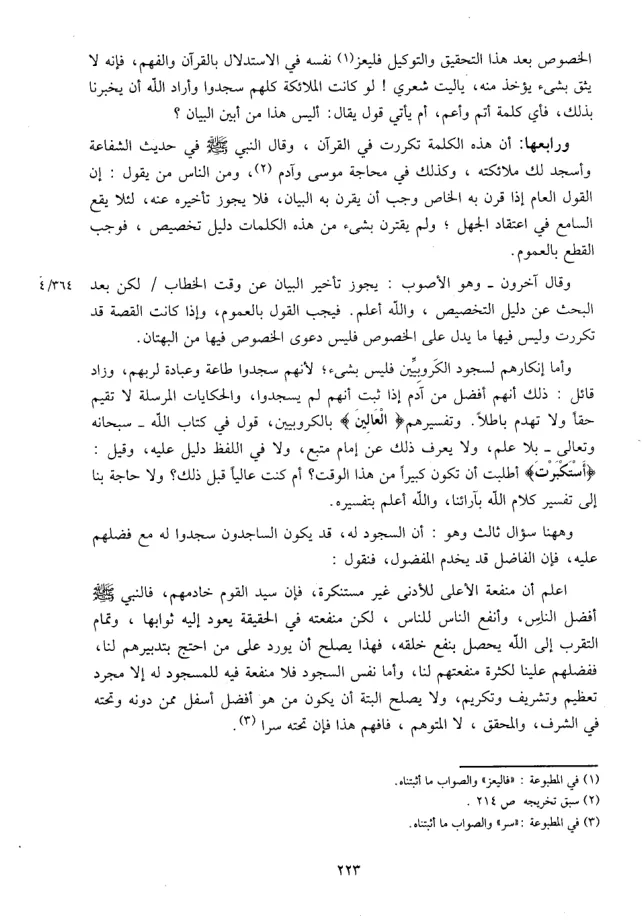 الخصوص بعد هذا التحقيق والتوكيل فليعز(١) نفسه في الاستدلال بالقرآن والفهم، فإنه لا
يثق بشىء يؤخذ منه، ياليت شعري ! لو كانت الملائكة كلهم سجدوا وأراد الله أن يخبرنا
بذلك، فأي كلمة أتم وأعم، أم يأتي قول يقال: أليس هذا من أبين البيان ؟
ورابعها: أن هذه الكلمة تكررت في القرآن ، وقال النبي ﷺ في حديث الشفاعة
وأسجد لك ملائكته ، وكذلك في محاجة موسى وآدم (٢)، ومن الناس من يقول : إن
القول العام إذا قرن به الخاص وجب أن يقرن به البيان، فلا يجوز تأخيره عنه، لئلا يقع
السامع في اعتقاد الجهل ؛ ولم يقترن بشىء من هذه الكلمات دليل تخصيص ، فوجب
القطع بالعموم.
وقال آخرون ـ وهو الأصوب : يجوز تأخير البيان عن وقت الخطاب / لكن بعد ٤/٣٦٤
البحث عن دليل التخصيص ، والله أعلم. فيجب القول بالعموم، وإذا كانت القصة قد
تكررت وليس فيها ما يدل على الخصوص فليس دعوى الخصوص فيها من البهتان.
وأما إنكارهم لسجود الكَروبِيِّين فليس بشىء؛ لأنهم سجدوا طاعة وعبادة لربهم، وزاد
قائل : ذلك أنهم أفضل من آدم إذا ثبت أنهم لم يسجدوا، والحكايات المرسلة لا تقيم
حقاً ولا تهدم باطلاً. وتفسيرهم﴿ الْعَالِينَ ﴾ بالكروبيين، قول في كتاب الله ـ سبحانه
وتعالى ـ بلا علم، ولا يعرف ذلك عن إمام متبع، ولا في اللفظ دليل عليه، وقيل :
﴿أَسْتَكْبَرْتَ﴾ أطلبت أن تكون كبيراً من هذا الوقت؟ أم كنت عالياً قبل ذلك؟ ولا حاجة بنا
إلى تفسير كلام الله بآرائنا، والله أعلم بتفسيره.
وههنا سؤال ثالث وهو : أن السجود له، قد يكون الساجدون سجدوا له مع فضلهم
عليه، فإن الفاضل قد يخدم المفضول، فنقول :
اعلم أن منفعة الأعلى للأدنى غير مستنكرة، فإن سيد القوم خادمهم، فالنبي ﷺ
أفضل الناس، وأنفع الناس للناس ، لكن منفعته في الحقيقة يعود إليه ثوابها ، وتمام
التقرب إلى الله يحصل بنفع خلقه، فهذا يصلح أن يورد على من احتج بتدبيرهم لنا،
ففضلهم علينا لكثرة منفعتهم لنا، وأما نفس السجود فلا منفعة فيه للمسجود له إلا مجرد
تعظيم وتشريف وتكريم، ولا يصلح البتة أن يكون من هو أفضل أسفل ممن دونه وتحته
في الشرف، والمحقق ، لا المتوهم ، فافهم هذا فإن تحته سرا (٣).
(١) في المطبوعة : «فاليعز» والصواب ما أثبتناه.
(٢) سبق تخريجه ص ٢١٤ .
(٣) في المطبوعة :«سر» والصواب ما أثبتناه.
٢٢٣